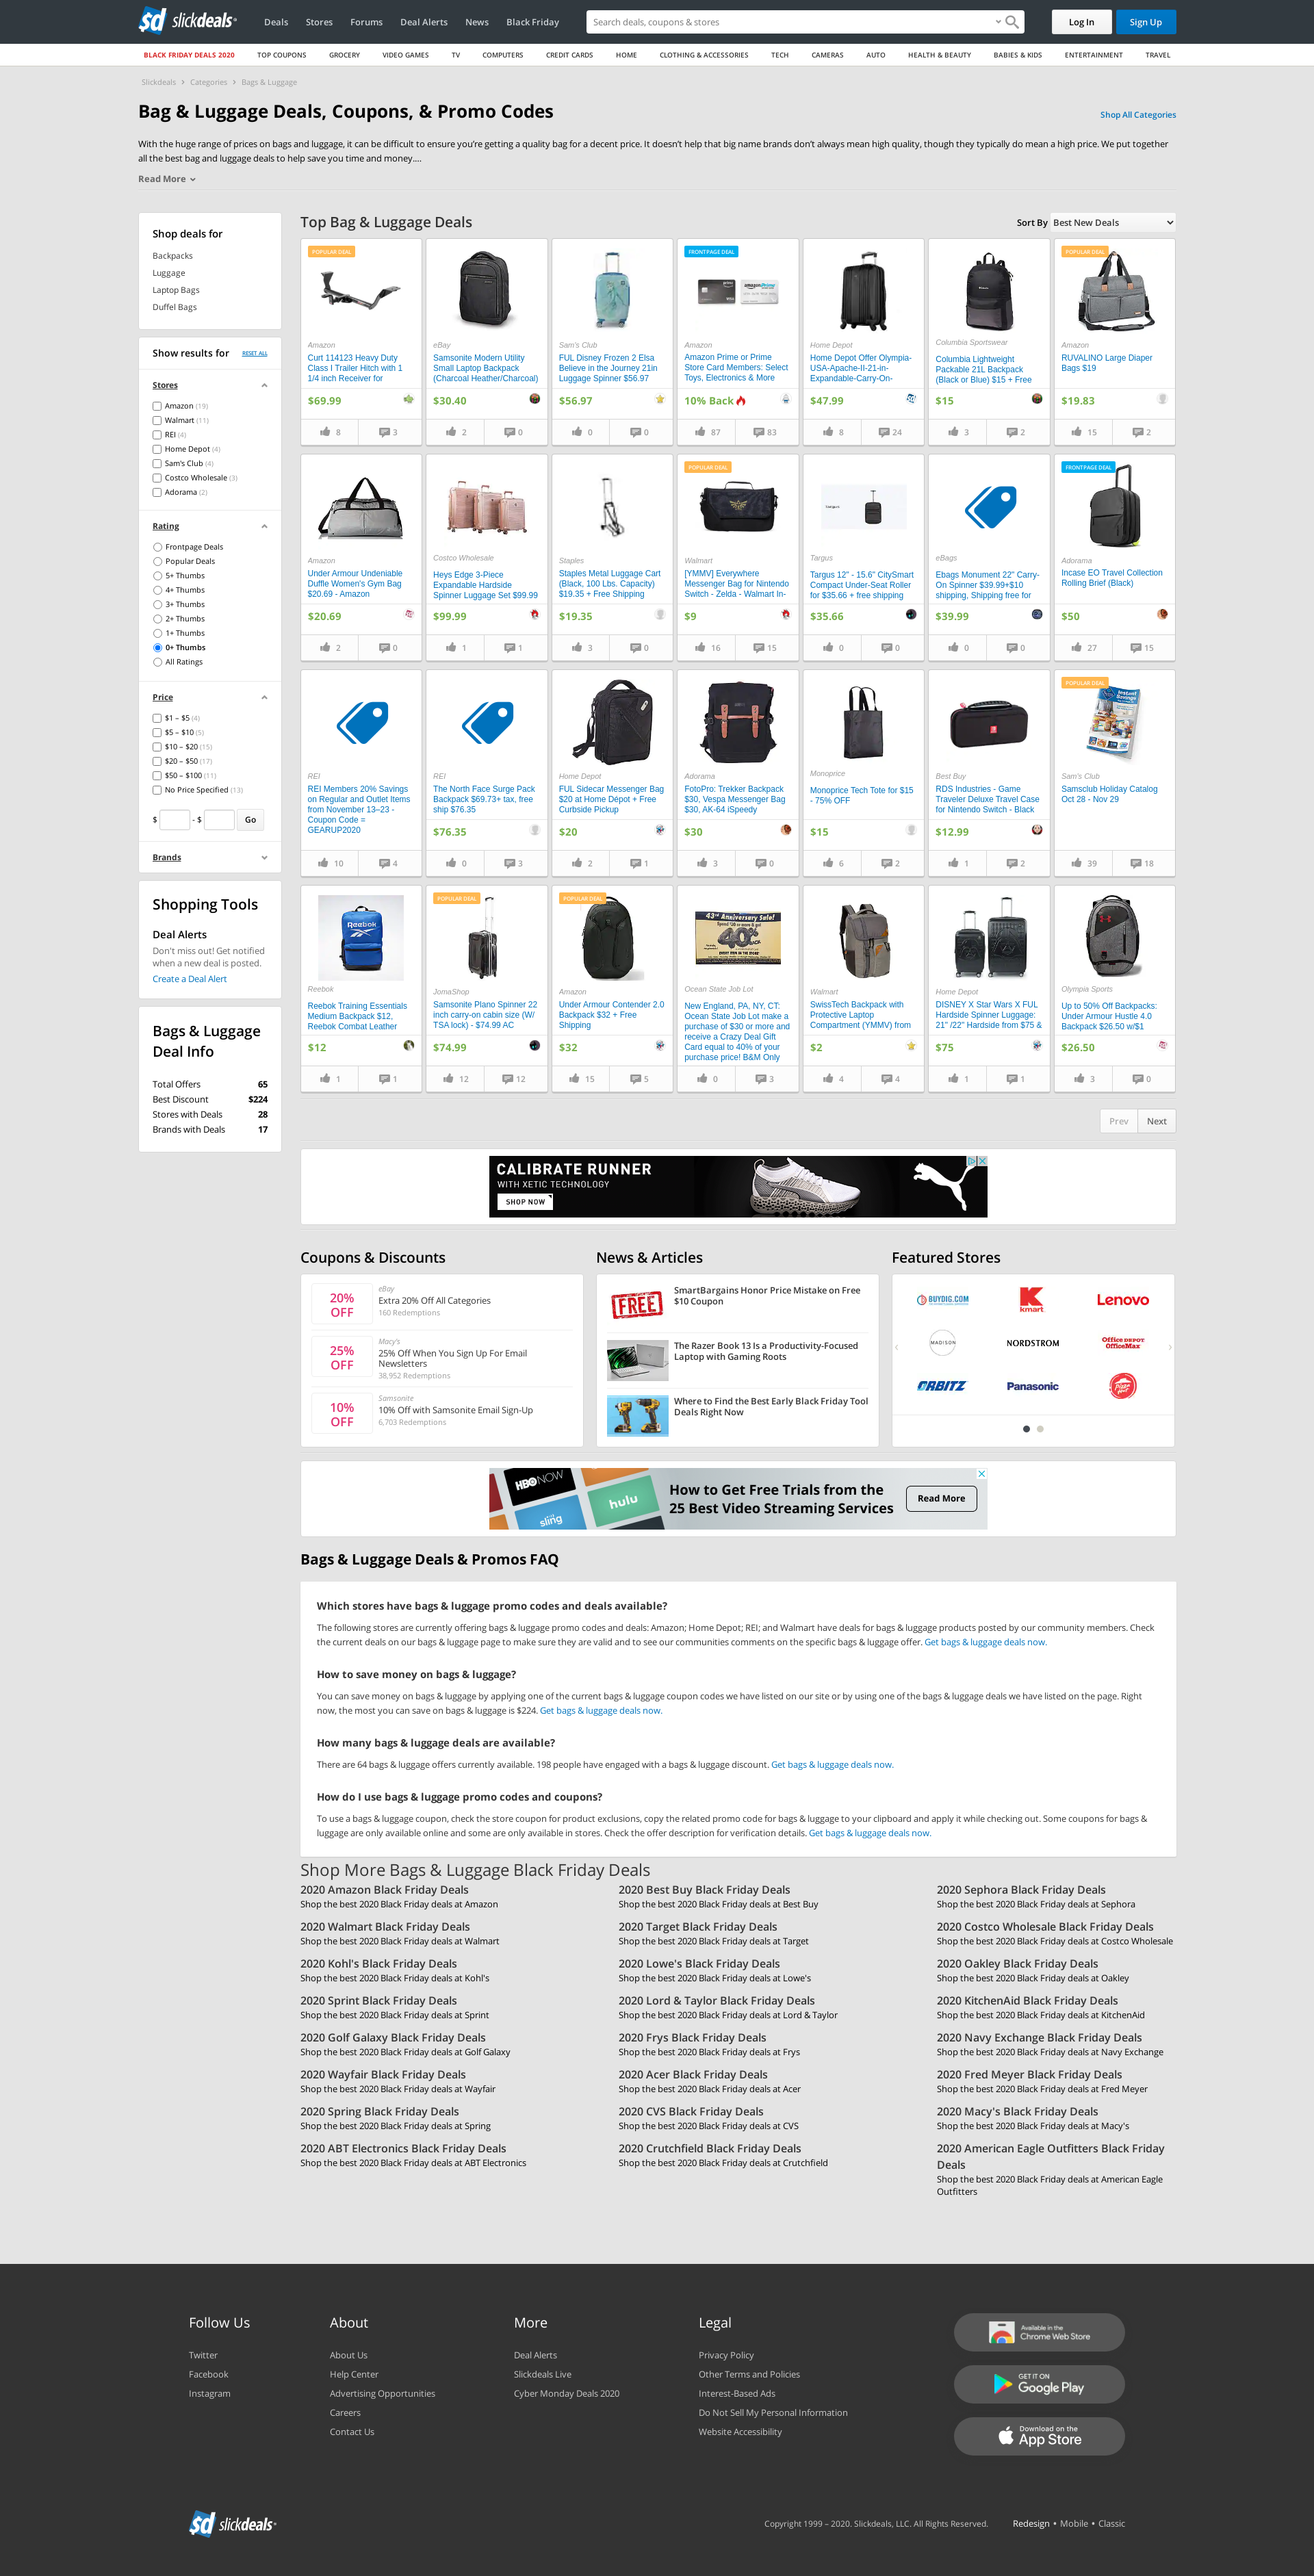 slickdeals
Deals Stores Forums Deal Alerts News Black Friday
Search deals, coupons & stores
Log In Sign Up
BLACK FRIDAY DEALS 2020 TOP COUPONS GROCERY VIDEO GAMES TV COMPUTERS CREDIT CARDS HOME CLOTHING & ACCESSORIES TECH CAMERAS AUTO HEALTH & BEAUTY BABIES & KIDS ENTERTAINMENT TRAVEL
Slickdeals › Categories › Bags & Luggage
Bag & Luggage Deals, Coupons, & Promo Codes
Shop All Categories
With the huge range of prices on bags and luggage, it can be difficult to ensure you're getting a quality bag for a decent price. It doesn't help that big name brands don't always mean high quality, though they typically do mean a high price. We put together
all the best bag and luggage deals to help save you time and money....
Read More
Shop deals for
Backpacks
Luggage
Laptop Bags
Duffel Bags
Show results for RESET ALL
Stores
Amazon (19)
Walmart (11)
REI (4)
Home Depot (4)
Sam's Club (4)
Costco Wholesale (3)
Adorama (2)
Rating
Frontpage Deals
Popular Deals
5+ Thumbs
4+ Thumbs
3+ Thumbs
2+ Thumbs
1+ Thumbs
0+ Thumbs
All Ratings
Price
$1 – $5 (4)
$5 – $10 (5)
$10 – $20 (15)
$20 – $50 (17)
$50 – $100 (11)
No Price Specified (13)
$ - $ Go
Brands
Shopping Tools
Deal Alerts
Don't miss out! Get notified
when a new deal is posted.
Create a Deal Alert
Bags & Luggage
Deal Info
Total Offers 65
Best Discount $224
Stores with Deals 28
Brands with Deals 17
Top Bag & Luggage Deals
Sort By Best New Deals
POPULAR DEAL
Amazon
Curt 114123 Heavy Duty
Class I Trailer Hitch with 1
1/4 inch Receiver for
$69.99
8 3
eBay
Samsonite Modern Utility
Small Laptop Backpack
(Charcoal Heather/Charcoal)
$30.40
2 0
Sam's Club
FUL Disney Frozen 2 Elsa
Believe in the Journey 21in
Luggage Spinner $56.97
$56.97
0 0
FRONTPAGE DEAL
Amazon
Amazon Prime or Prime
Store Card Members: Select
Toys, Electronics & More
10% Back
87 83
Home Depot
Home Depot Offer Olympia-
USA-Apache-II-21-in-
Expandable-Carry-On-
$47.99
8 24
Columbia Sportswear
Columbia Lightweight
Packable 21L Backpack
(Black or Blue) $15 + Free
$15
3 2
POPULAR DEAL
Amazon
RUVALINO Large Diaper
Bags $19
$19.83
15 2
Amazon
Under Armour Undeniable
Duffle Women's Gym Bag
$20.69 - Amazon
$20.69
2 0
Costco Wholesale
Heys Edge 3-Piece
Expandable Hardside
Spinner Luggage Set $99.99
$99.99
1 1
Staples
Staples Metal Luggage Cart
(Black, 100 Lbs. Capacity)
$19.35 + Free Shipping
$19.35
3 0
POPULAR DEAL
Walmart
[YMMV] Everywhere
Messenger Bag for Nintendo
Switch - Zelda - Walmart In-
$9
16 15
Targus
Targus 12" - 15.6" CitySmart
Compact Under-Seat Roller
for $35.66 + free shipping
$35.66
0 0
eBags
Ebags Monument 22" Carry-
On Spinner $39.99+$10
shipping, Shipping free for
$39.99
0 0
FRONTPAGE DEAL
Adorama
Incase EO Travel Collection
Rolling Brief (Black)
$50
27 15
REI
REI Members 20% Savings
on Regular and Outlet Items
from November 13–23 -
Coupon Code =
GEARUP2020
10 4
REI
The North Face Surge Pack
Backpack $69.73+ tax, free
ship $76.35
$76.35
0 3
Home Depot
FUL Sidecar Messenger Bag
$20 at Home Depot + Free
Curbside Pickup
$20
2 1
Adorama
FotoPro: Trekker Backpack
$30, Vespa Messenger Bag
$30, AK-64 iSpeedy
$30
3 0
Monoprice
Monoprice Tech Tote for $15
- 75% OFF
$15
6 2
Best Buy
RDS Industries - Game
Traveler Deluxe Travel Case
for Nintendo Switch - Black
$12.99
1 2
POPULAR DEAL
Instant
Savings
Sam's Club
Samsclub Holiday Catalog
Oct 28 - Nov 29
39 18
Reebok
Reebok
Reebok Training Essentials
Medium Backpack $12,
Reebok Combat Leather
$12
1 1
POPULAR DEAL
JomaShop
Samsonite Plano Spinner 22
inch carry-on cabin size (W/
TSA lock) - $74.99 AC
$74.99
12 12
POPULAR DEAL
Amazon
Under Armour Contender 2.0
Backpack $32 + Free
Shipping
$32
15 5
43rd Anniversary Sale!
40%
Ocean State Job Lot
New England, PA, NY, CT:
Ocean State Job Lot make a
purchase of $30 or more and
receive a Crazy Deal Gift
Card equal to 40% of your
purchase price! B&M Only
0 3
Walmart
SwissTech Backpack with
Protective Laptop
Compartment (YMMV) from
$2
4 4
Home Depot
DISNEY X Star Wars X FUL
Hardside Spinner Luggage:
21" /22" Hardside from $75 &
$75
1 1
Olympia Sports
Up to 50% Off Backpacks:
Under Armour Hustle 4.0
Backpack $26.50 w/$1
$26.50
3 0
Prev Next
CALIBRATE RUNNER
WITH XETIC TECHNOLOGY
SHOP NOW
PUMA
Coupons & Discounts
20%
OFF
eBay
Extra 20% Off All Categories
160 Redemptions
25%
OFF
Macy's
25% Off When You Sign Up For Email
Newsletters
38,952 Redemptions
10%
OFF
Samsonite
10% Off with Samsonite Email Sign-Up
6,703 Redemptions
News & Articles
FREE
SmartBargains Honor Price Mistake on Free
$10 Coupon
The Razer Book 13 Is a Productivity-Focused
Laptop with Gaming Roots
Where to Find the Best Early Black Friday Tool
Deals Right Now
Featured Stores
BUYDIG.COM kmart Lenovo
MADISON NORDSTROM Office DEPOT OfficeMax
ORBITZ Panasonic
HBO NOW
hulu
sling
How to Get Free Trials from the
25 Best Video Streaming Services
Read More
Bags & Luggage Deals & Promos FAQ
Which stores have bags & luggage promo codes and deals available?
The following stores are currently offering bags & luggage promo codes and deals: Amazon; Home Depot; REI; and Walmart have deals for bags & luggage products posted by our community members. Check
the current deals on our bags & luggage page to make sure they are valid and to see our communities comments on the specific bags & luggage offer. Get bags & luggage deals now.
How to save money on bags & luggage?
You can save money on bags & luggage by applying one of the current bags & luggage coupon codes we have listed on our site or by using one of the bags & luggage deals we have listed on the page. Right
now, the most you can save on bags & luggage is $224. Get bags & luggage deals now.
How many bags & luggage deals are available?
There are 64 bags & luggage offers currently available. 198 people have engaged with a bags & luggage discount. Get bags & luggage deals now.
How do I use bags & luggage promo codes and coupons?
To use a bags & luggage coupon, check the store coupon for product exclusions, copy the related promo code for bags & luggage to your clipboard and apply it while checking out. Some coupons for bags &
luggage are only available online and some are only available in stores. Check the offer description for verification details. Get bags & luggage deals now.
Shop More Bags & Luggage Black Friday Deals
2020 Amazon Black Friday Deals
Shop the best 2020 Black Friday deals at Amazon
2020 Best Buy Black Friday Deals
Shop the best 2020 Black Friday deals at Best Buy
2020 Sephora Black Friday Deals
Shop the best 2020 Black Friday deals at Sephora
2020 Walmart Black Friday Deals
Shop the best 2020 Black Friday deals at Walmart
2020 Target Black Friday Deals
Shop the best 2020 Black Friday deals at Target
2020 Costco Wholesale Black Friday Deals
Shop the best 2020 Black Friday deals at Costco Wholesale
2020 Kohl's Black Friday Deals
Shop the best 2020 Black Friday deals at Kohl's
2020 Lowe's Black Friday Deals
Shop the best 2020 Black Friday deals at Lowe's
2020 Oakley Black Friday Deals
Shop the best 2020 Black Friday deals at Oakley
2020 Sprint Black Friday Deals
Shop the best 2020 Black Friday deals at Sprint
2020 Lord & Taylor Black Friday Deals
Shop the best 2020 Black Friday deals at Lord & Taylor
2020 KitchenAid Black Friday Deals
Shop the best 2020 Black Friday deals at KitchenAid
2020 Golf Galaxy Black Friday Deals
Shop the best 2020 Black Friday deals at Golf Galaxy
2020 Frys Black Friday Deals
Shop the best 2020 Black Friday deals at Frys
2020 Navy Exchange Black Friday Deals
Shop the best 2020 Black Friday deals at Navy Exchange
2020 Wayfair Black Friday Deals
Shop the best 2020 Black Friday deals at Wayfair
2020 Acer Black Friday Deals
Shop the best 2020 Black Friday deals at Acer
2020 Fred Meyer Black Friday Deals
Shop the best 2020 Black Friday deals at Fred Meyer
2020 Spring Black Friday Deals
Shop the best 2020 Black Friday deals at Spring
2020 CVS Black Friday Deals
Shop the best 2020 Black Friday deals at CVS
2020 Macy's Black Friday Deals
Shop the best 2020 Black Friday deals at Macy's
2020 ABT Electronics Black Friday Deals
Shop the best 2020 Black Friday deals at ABT Electronics
2020 Crutchfield Black Friday Deals
Shop the best 2020 Black Friday deals at Crutchfield
2020 American Eagle Outfitters Black Friday
Deals
Shop the best 2020 Black Friday deals at American Eagle
Outfitters
Follow Us
Twitter
Facebook
Instagram
About
About Us
Help Center
Advertising Opportunities
Careers
Contact Us
More
Deal Alerts
Slickdeals Live
Cyber Monday Deals 2020
Legal
Privacy Policy
Other Terms and Policies
Interest-Based Ads
Do Not Sell My Personal Information
Website Accessibility
Available in the
Chrome Web Store
GET IT ON
Google Play
Download on the
App Store
slickdeals
Copyright 1999 – 2020. Slickdeals, LLC. All Rights Reserved. Redesign • Mobile • Classic